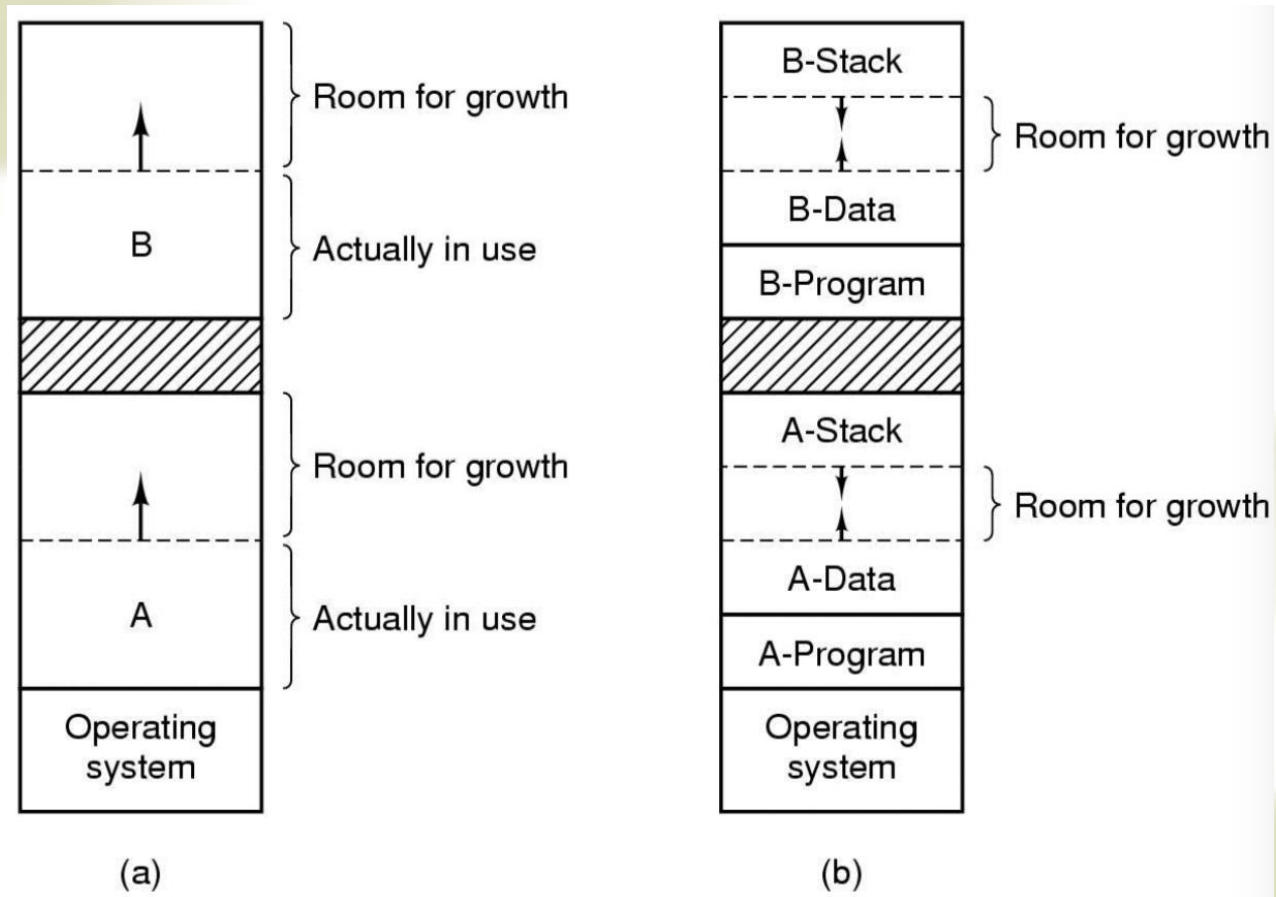 Room for growth
B
Actually in use
Room for growth
A
Actually in use
Operating
system
(a)
B-Stack
Room for growth
B-Data
B-Program
A-Stack
Room for growth
A-Data
A-Program
Operating
system
(b)